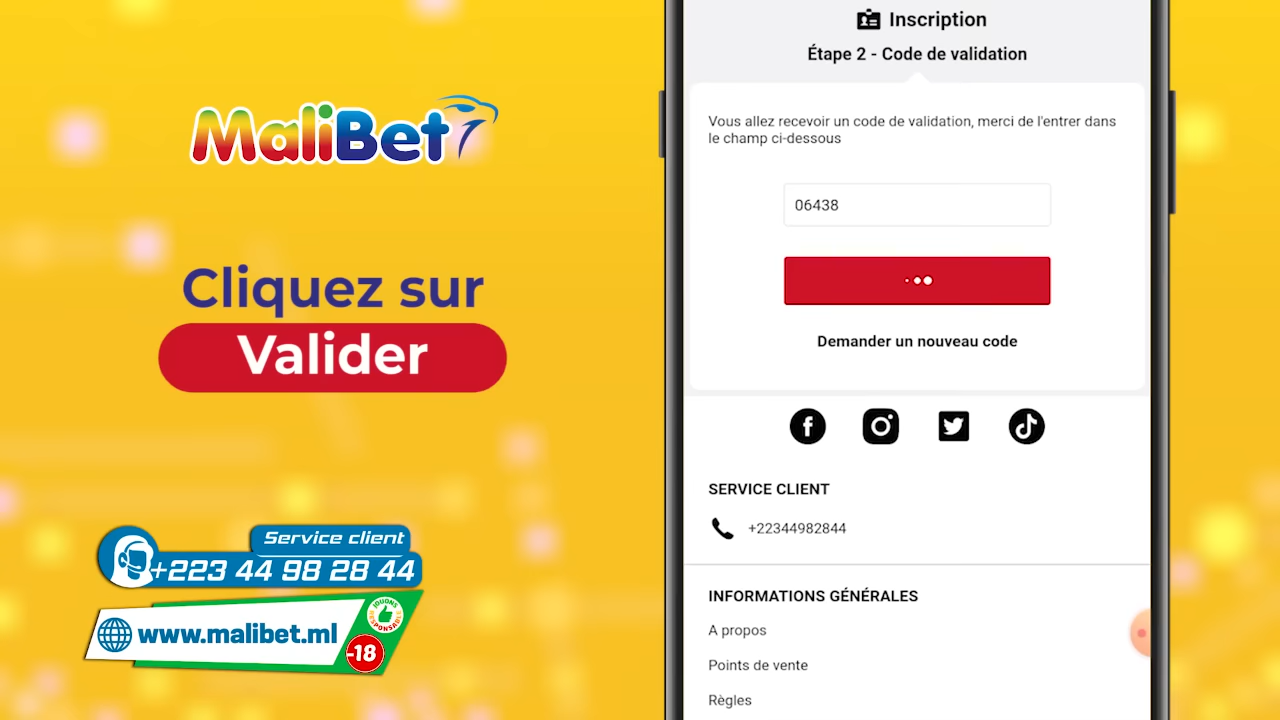 MaliBet
Cliquez sur
Valider
Service client
+223 44 98 28 44
www.malibet.ml
JOUONS
RESPONSABLE
-18
Inscription
Étape 2 - Code de validation
Vous allez recevoir un code de validation, merci de l'entrer dans
le champ ci-dessous
06438
Demander un nouveau code
SERVICE CLIENT
+22344982844
INFORMATIONS GÉNÉRALES
A propos
Points de vente
Règles